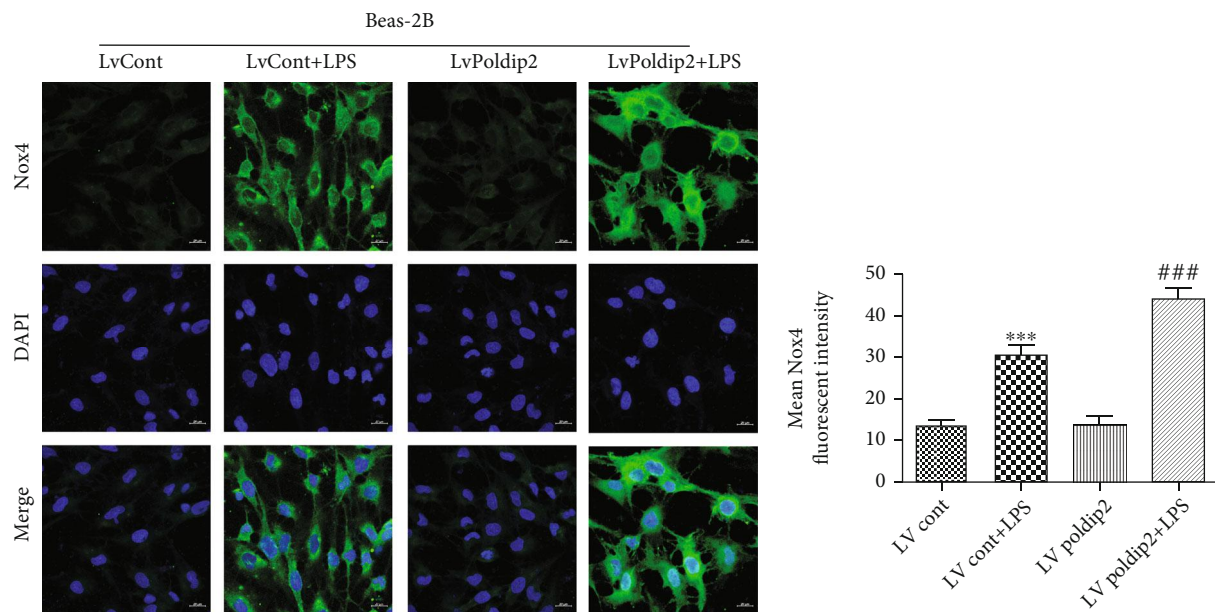 Beas-2B
LvCont
LvCont+LPS
LvPoldip2
LvPoldip2+LPS
Nox4
DAPI
Merge
Mean Nox4
fluorescent intensity
50
40
30
20
10
0
***
###
LV cont
LV cont+LPS
LV poldip2
LV poldip2+LPS